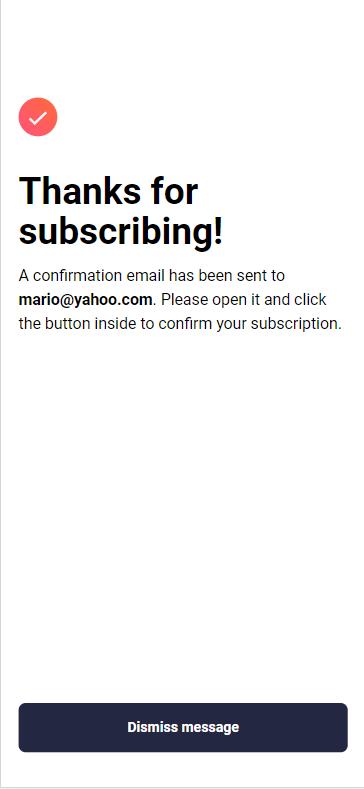 Thanks for
subscribing!
A confirmation email has been sent to
mario@yahoo.com. Please open it and click
the button inside to confirm your subscription.
Dismiss message